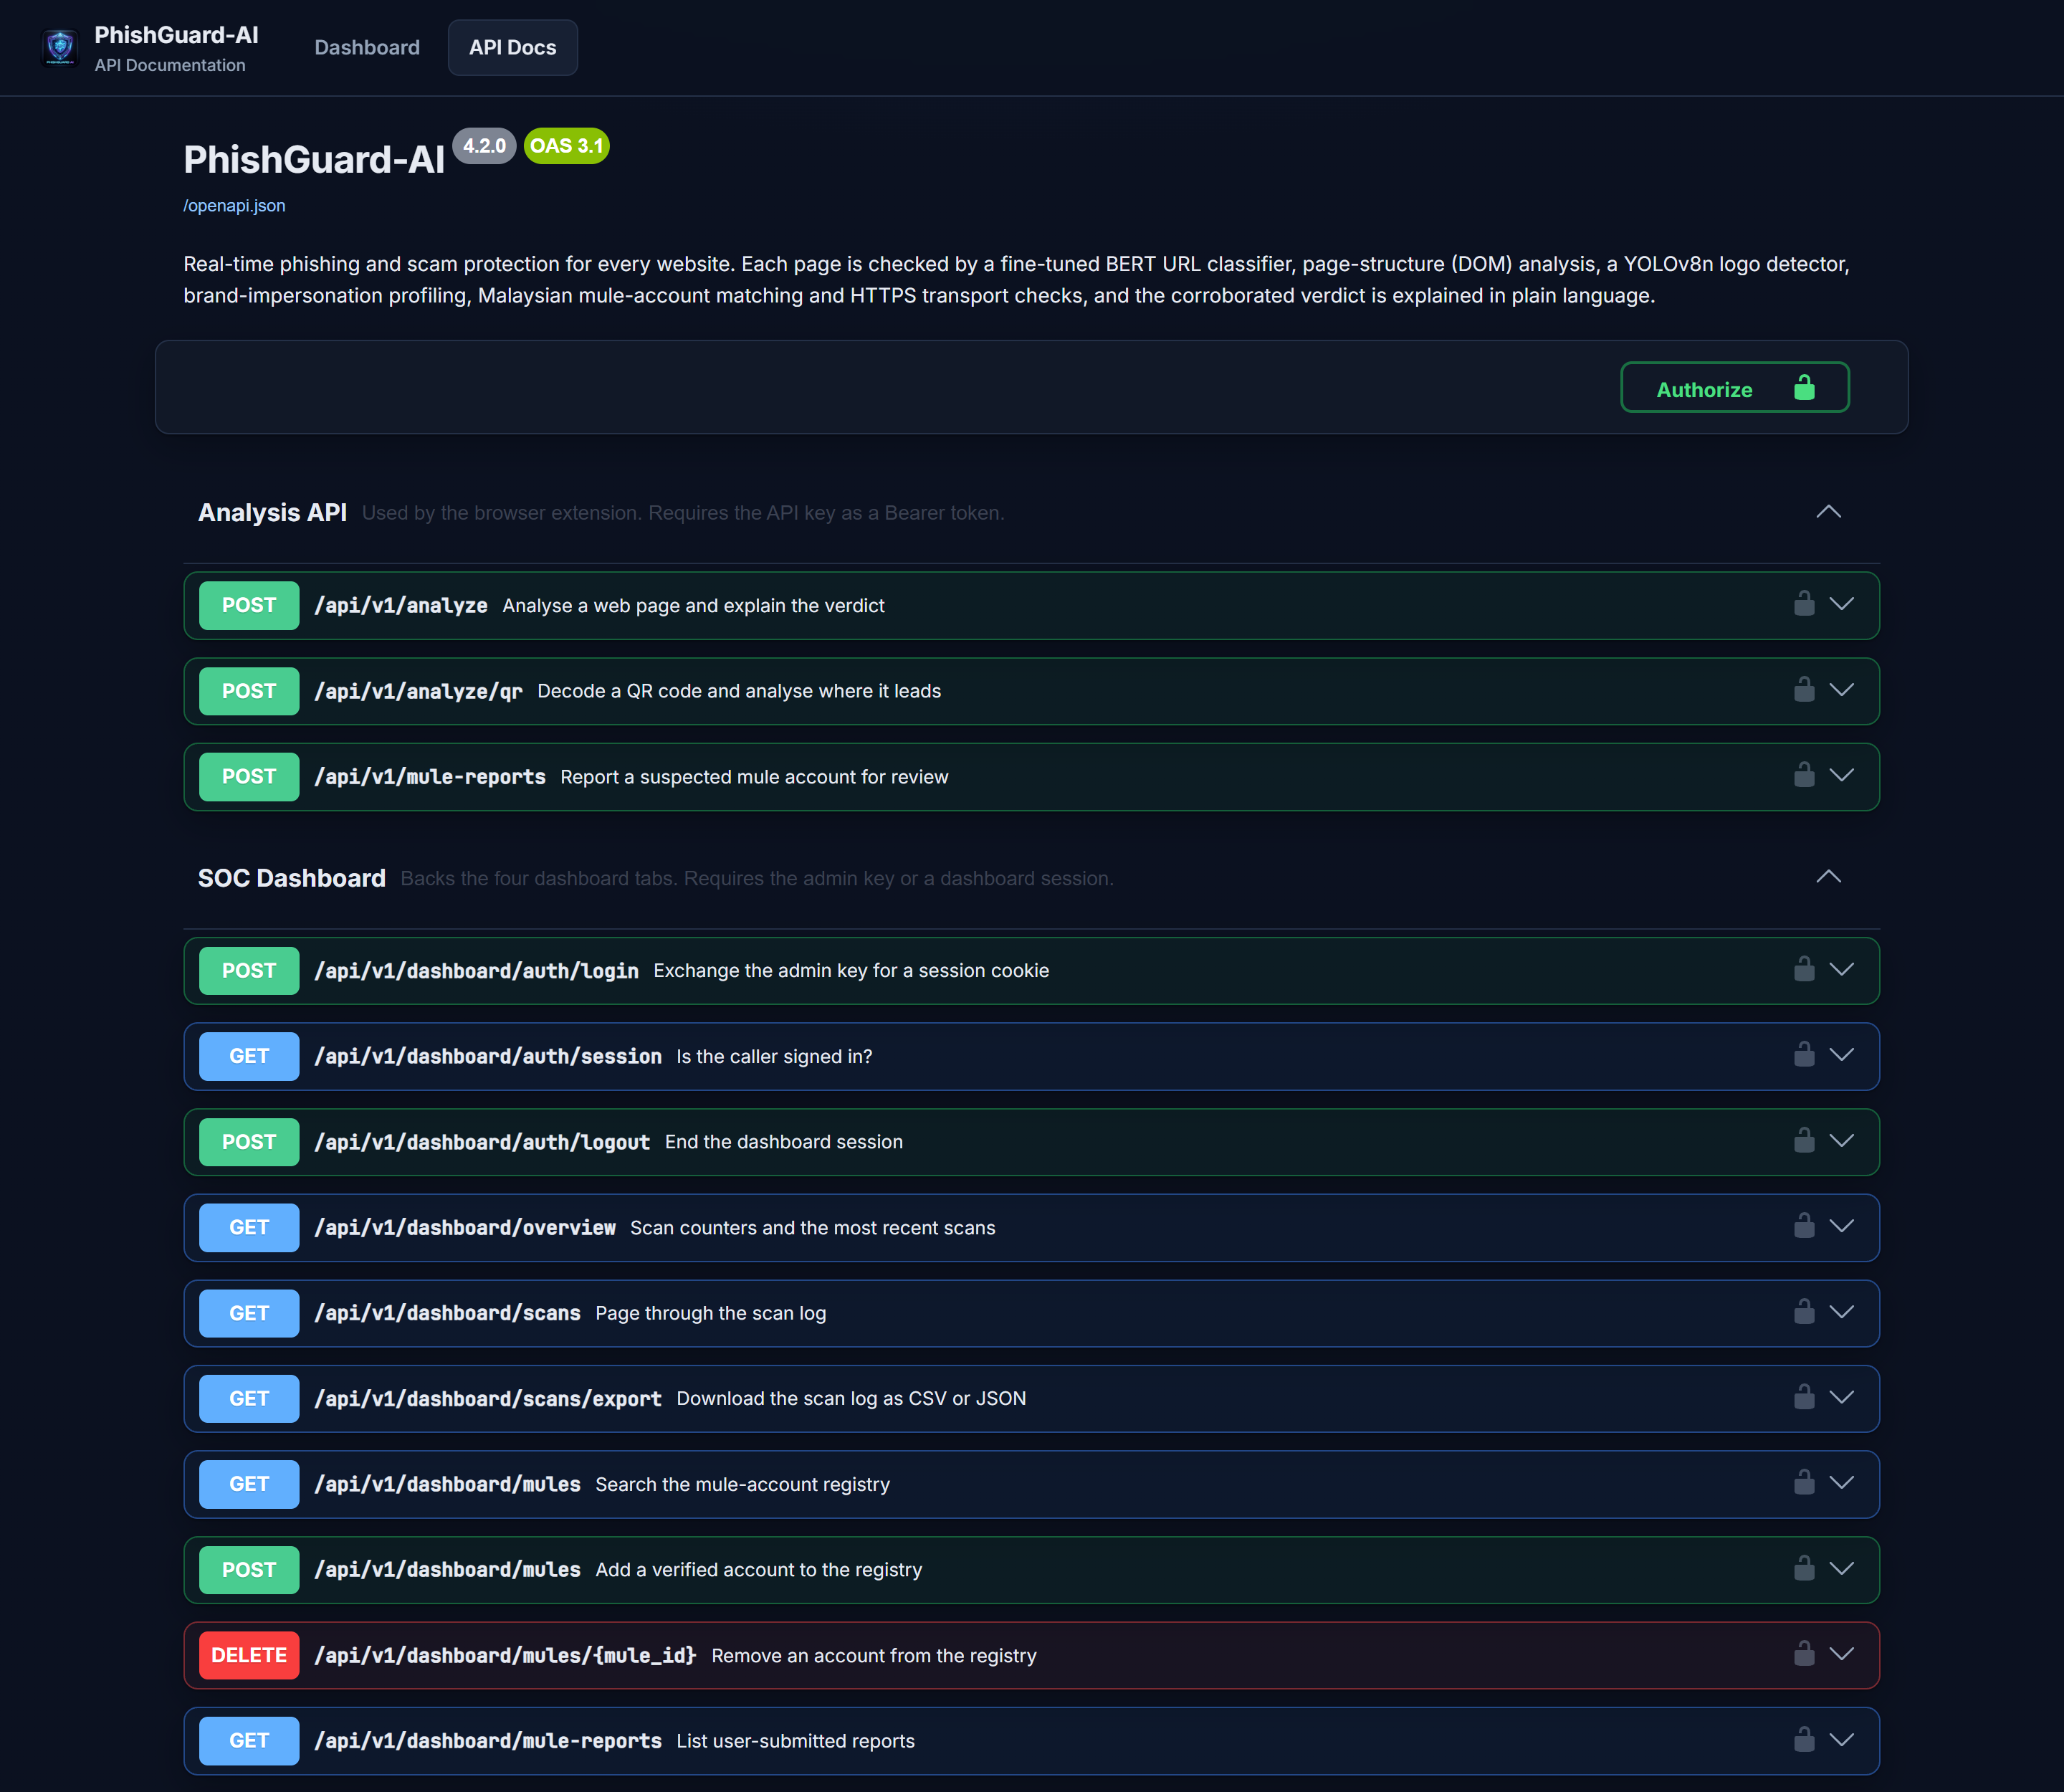 PhishGuard-AI
API Documentation
Dashboard
API Docs
PhishGuard-AI 4.2.0 OAS 3.1
/openapi.json
Real-time phishing and scam protection for every website. Each page is checked by a fine-tuned BERT URL classifier, page-structure (DOM) analysis, a YOLOv8n logo detector,
brand-impersonation profiling, Malaysian mule-account matching and HTTPS transport checks, and the corroborated verdict is explained in plain language.
Authorize
Analysis API Used by the browser extension. Requires the API key as a Bearer token.
POST /api/v1/analyze Analyse a web page and explain the verdict
POST /api/v1/analyze/qr Decode a QR code and analyse where it leads
POST /api/v1/mule-reports Report a suspected mule account for review
SOC Dashboard Backs the four dashboard tabs. Requires the admin key or a dashboard session.
POST /api/v1/dashboard/auth/login Exchange the admin key for a session cookie
GET /api/v1/dashboard/auth/session Is the caller signed in?
POST /api/v1/dashboard/auth/logout End the dashboard session
GET /api/v1/dashboard/overview Scan counters and the most recent scans
GET /api/v1/dashboard/scans Page through the scan log
GET /api/v1/dashboard/scans/export Download the scan log as CSV or JSON
GET /api/v1/dashboard/mules Search the mule-account registry
POST /api/v1/dashboard/mules Add a verified account to the registry
DELETE /api/v1/dashboard/mules/{mule_id} Remove an account from the registry
GET /api/v1/dashboard/mule-reports List user-submitted reports